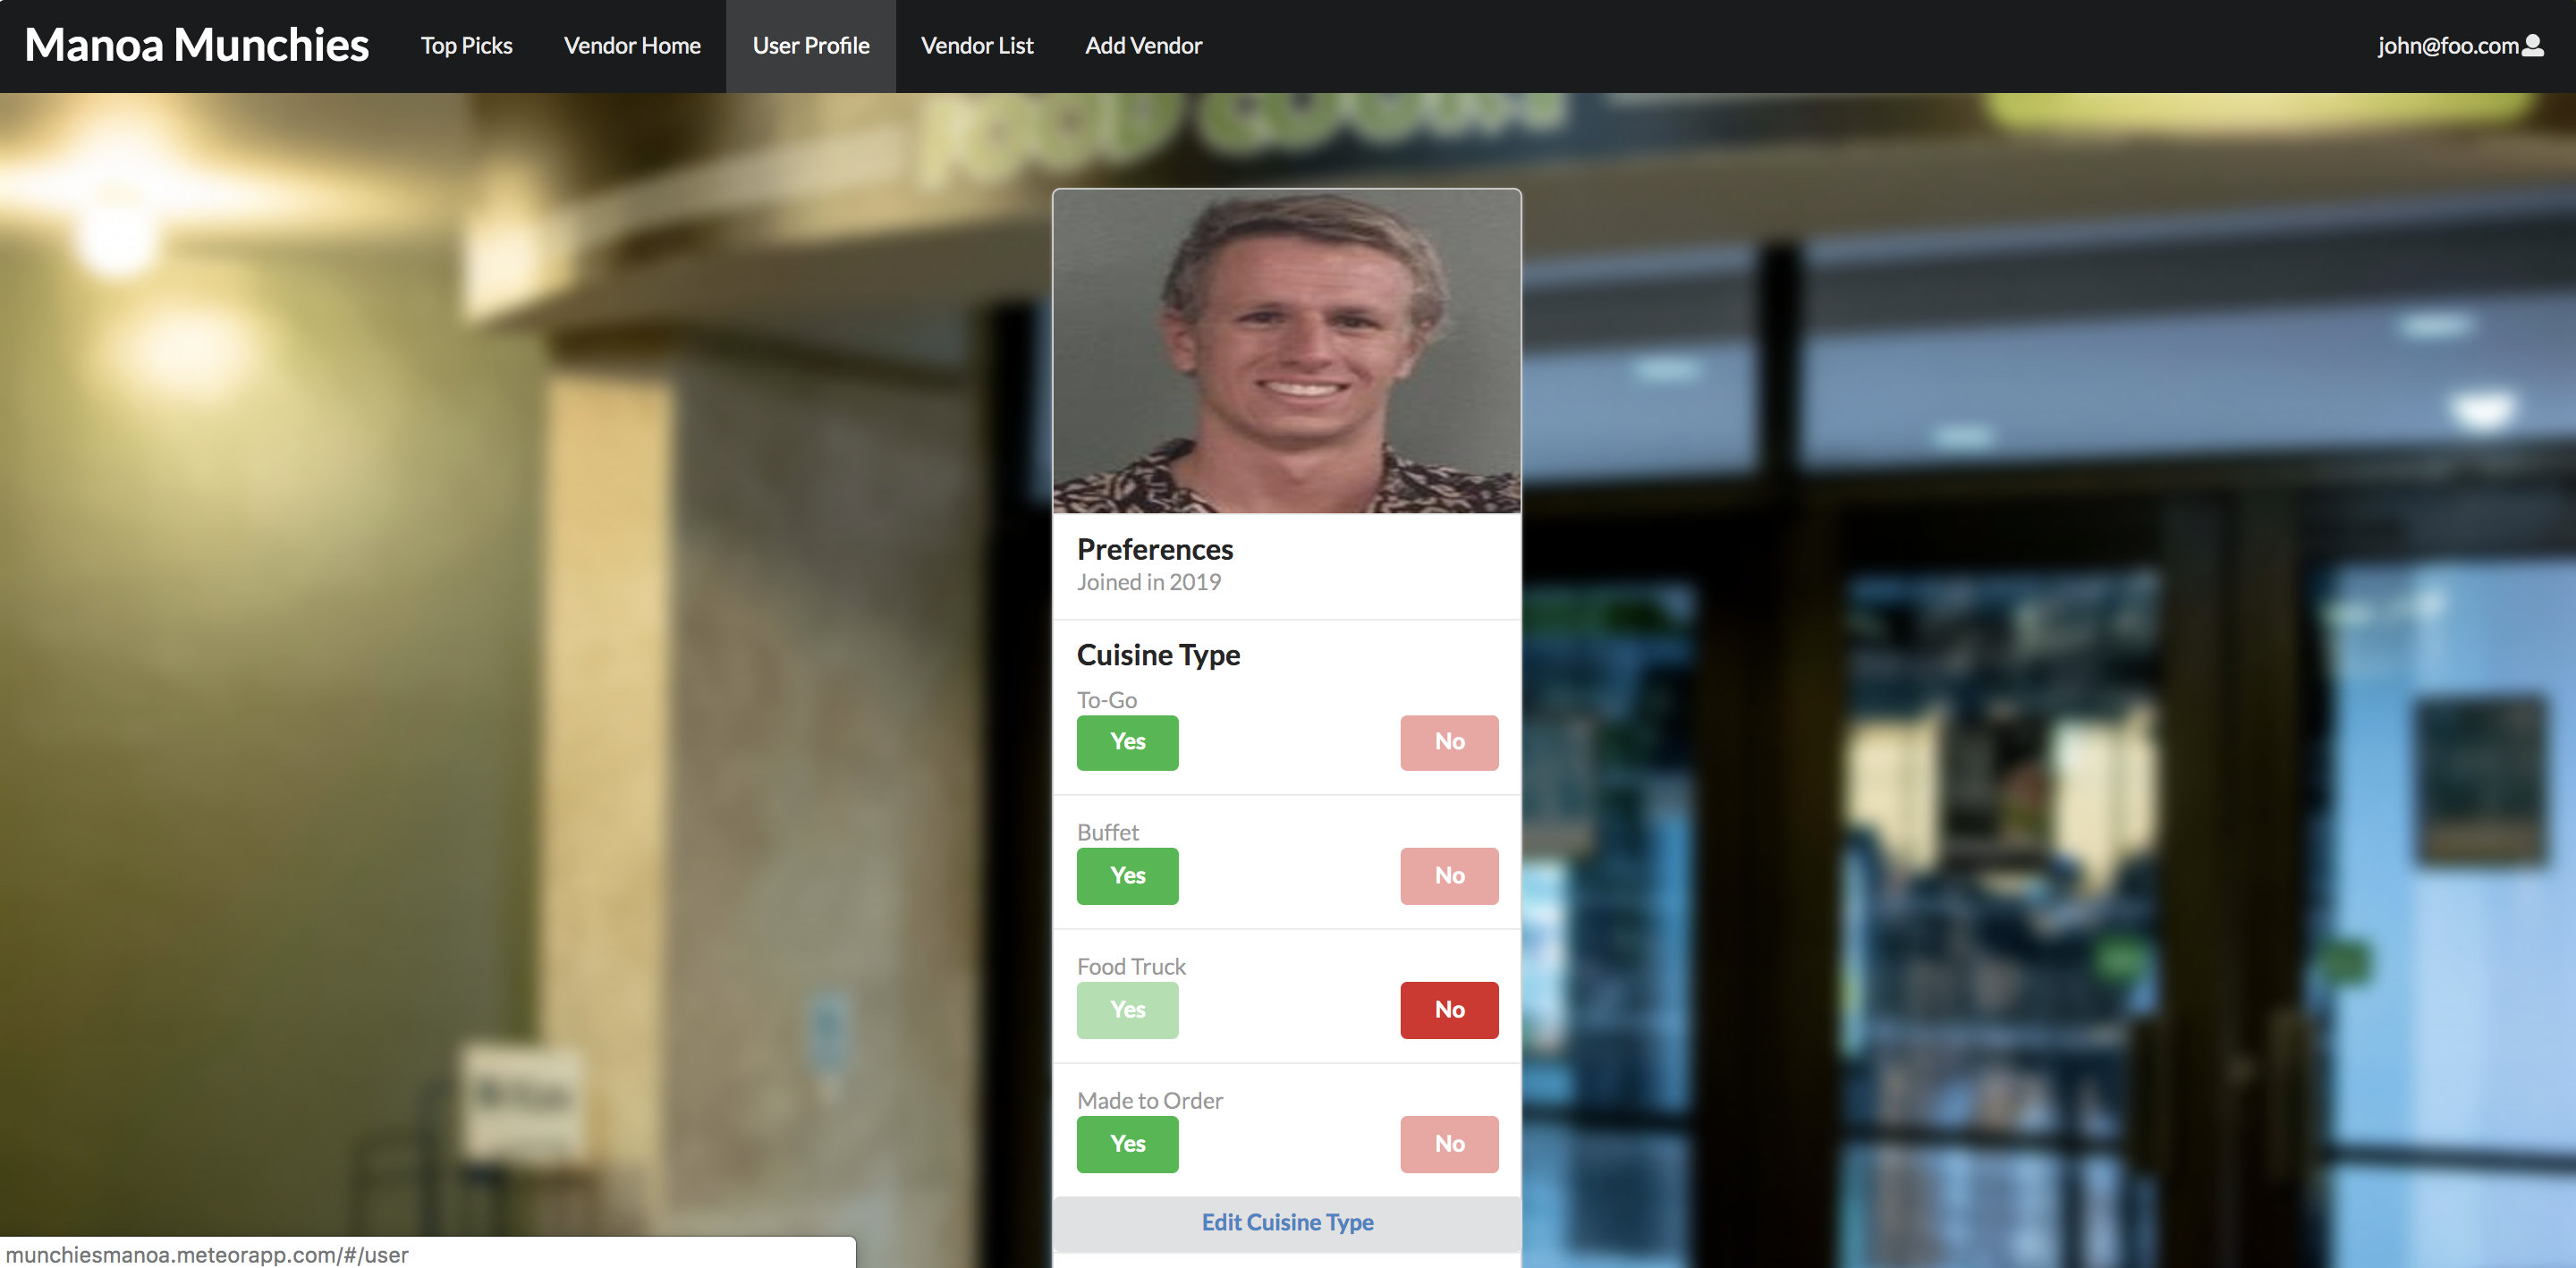 Manoa Munchies Top Picks Vendor Home User Profile Vendor List Add Vendor john@foo.com
FOOD COURT
Preferences
Joined in 2019
Cuisine Type
To-Go
Yes No
Buffet
Yes No
Food Truck
Yes No
Made to Order
Yes No
Edit Cuisine Type
munchiesmanoa.meteorapp.com/#/user